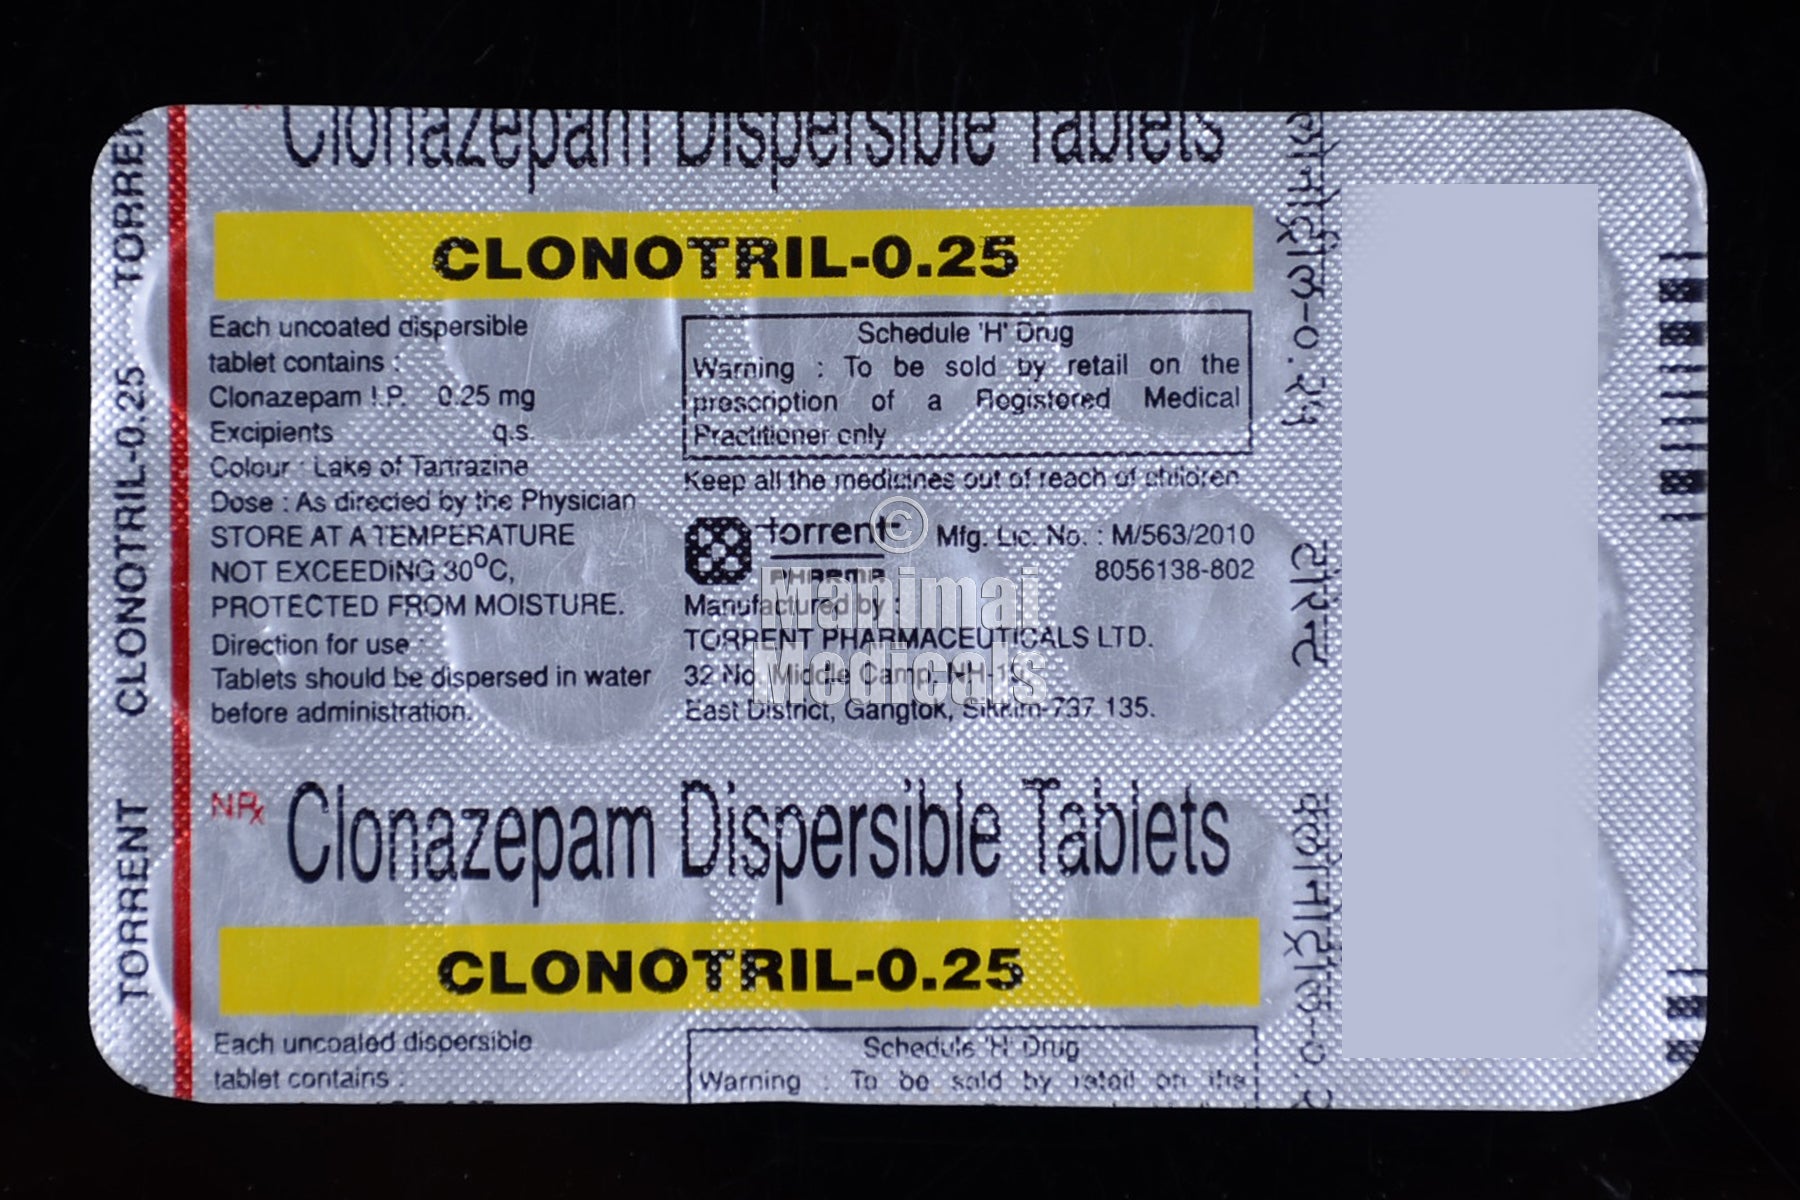 Clonazepam Dispersible Tablets
CLONOTRIL-0.25
Each uncoated dispersible
tablet contains :
Clonazepam I.P. 0.25 mg
Excipients q.s.
Colour : Lake of Tartrazine
Dose : As directed by the Physician
STORE AT A TEMPERATURE
NOT EXCEEDING 30°C,
PROTECTED FROM MOISTURE.
Direction for use :
Tablets should be dispersed in water
before administration.
Schedule 'H' Drug
Warning : To be sold by retail on the
prescription of a Registered Medical
Practitioner only
Keep all the medicines out of reach of children
torrent
PHARMA
Mfg. Lic. No. : M/563/2010
8056138-802
Manufactured by :
TORRENT PHARMACEUTICALS LTD.
32 No. Middle Camp, NH-
East District, Gangtok, Sikkim-737 135.
©
Mahimai
Medicals
NRx Clonazepam Dispersible Tablets
CLONOTRIL-0.25
Each uncoated dispersible
tablet contains :
Schedule 'H' Drug
Warning : To be sold by retail on the
TORRENT CLONOTRIL-0.25
क्लोनोट्रिल-०.२५